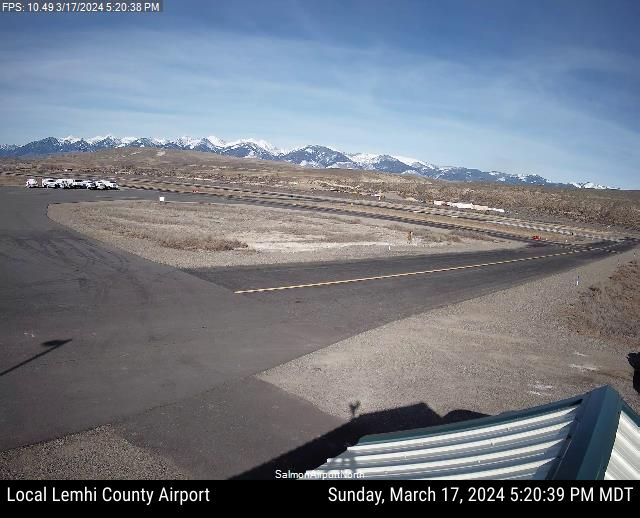 FPS: 10.49 3/17/2024 5:20:38 PM
SalmonAirportNorth
Local Lemhi County Airport Sunday, March 17, 2024 5:20:39 PM MDT